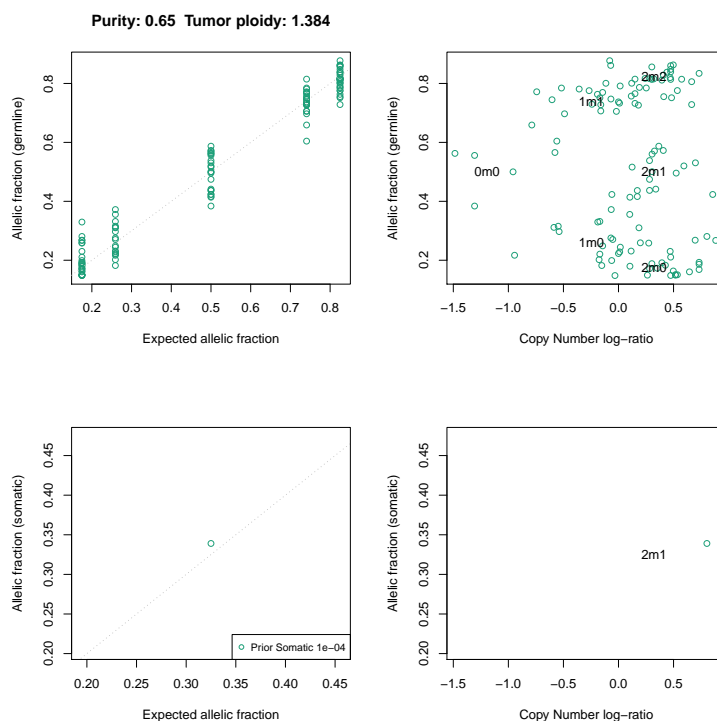 Purity: 0.65 Tumor ploidy: 1.384
Allelic fraction (germline)
0.8
0.6
0.4
0.2
0.2 0.3 0.4 0.5 0.6 0.7 0.8
Expected allelic fraction
Allelic fraction (germline)
0.8
0.6
0.4
0.2
2m2
1m1
0m0
2m1
1m0
2m0
−1.5 −1.0 −0.5 0.0 0.5
Copy Number log−ratio
Allelic fraction (somatic)
0.45
0.40
0.35
0.30
0.25
0.20
Prior Somatic 1e−04
0.20 0.25 0.30 0.35 0.40 0.45
Expected allelic fraction
Allelic fraction (somatic)
0.45
0.40
0.35
0.30
0.25
0.20
2m1
−1.5 −1.0 −0.5 0.0 0.5
Copy Number log−ratio